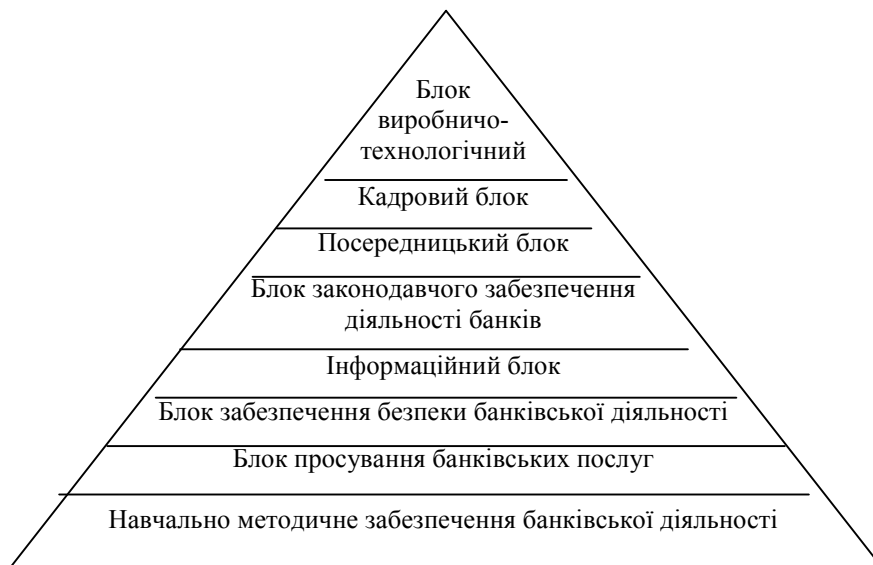 Блок
виробничо-
технологічний
Кадровий блок
Посередницький блок
Блок законодавчого забезпечення
діяльності банків
Інформаційний блок
Блок забезпечення безпеки банківської діяльності
Блок просування банківських послуг
Навчально методичне забезпечення банківської діяльності